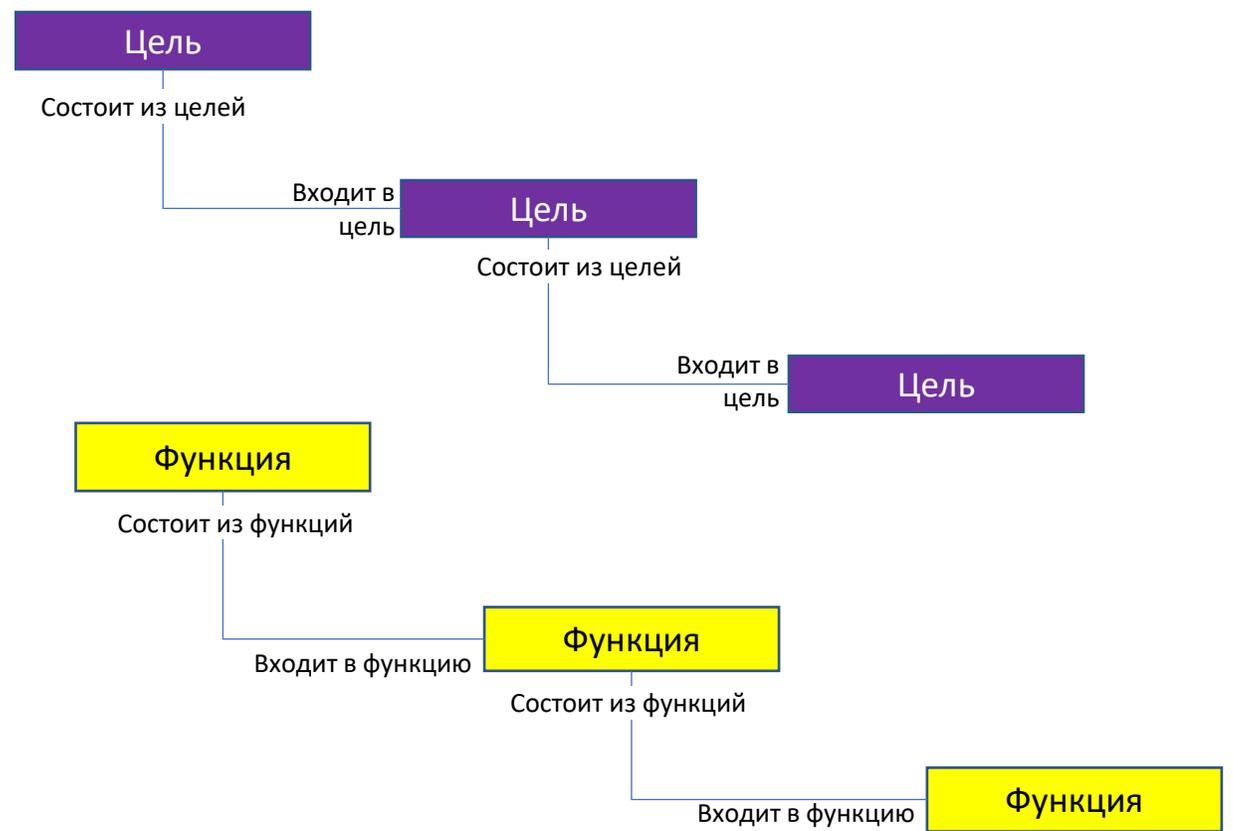 Цель
Состоит из целей
Входит в
цель
Цель
Состоит из целей
Входит в
цель
Цель
Функция
Состоит из функций
Входит в функцию
Функция
Состоит из функций
Входит в функцию
Функция